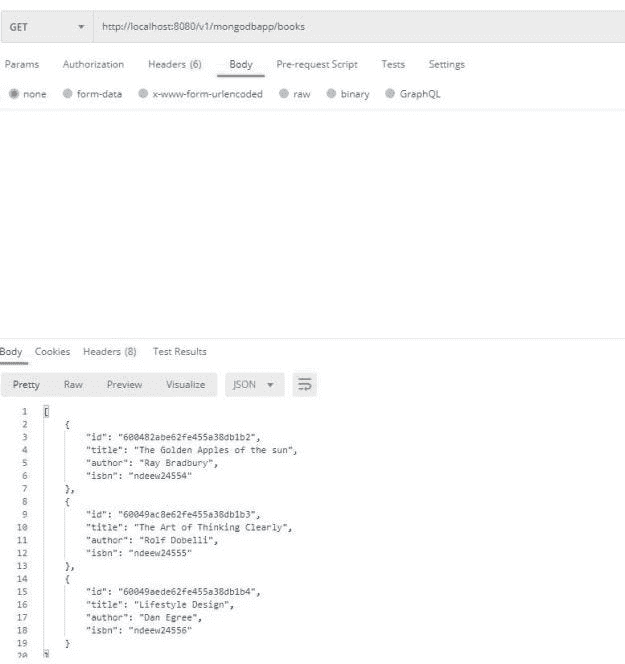 GET http://localhost:8080/v1/mongodbapp/books
Params Authorization Headers (6) Body Pre-request Script Tests Settings
none form-data x-www-form-urlencoded raw binary GraphQL
Body Cookies Headers (8) Test Results
Pretty Raw Preview Visualize JSON
1 [
2 {
3 "id": "600482abe62fe455a38db1b2",
4 "title": "The Golden Apples of the sun",
5 "author": "Ray Bradbury",
6 "isbn": "ndeew24554"
7 },
8 {
9 "id": "60049ac8e62fe455a38db1b3",
10 "title": "The Art of Thinking Clearly",
11 "author": "Rolf Dobelli",
12 "isbn": "ndeew24555"
13 },
14 {
15 "id": "60049aede62fe455a38db1b4",
16 "title": "Lifestyle Design",
17 "author": "Dan Egree",
18 "isbn": "ndeew24556"
19 }
20 ]